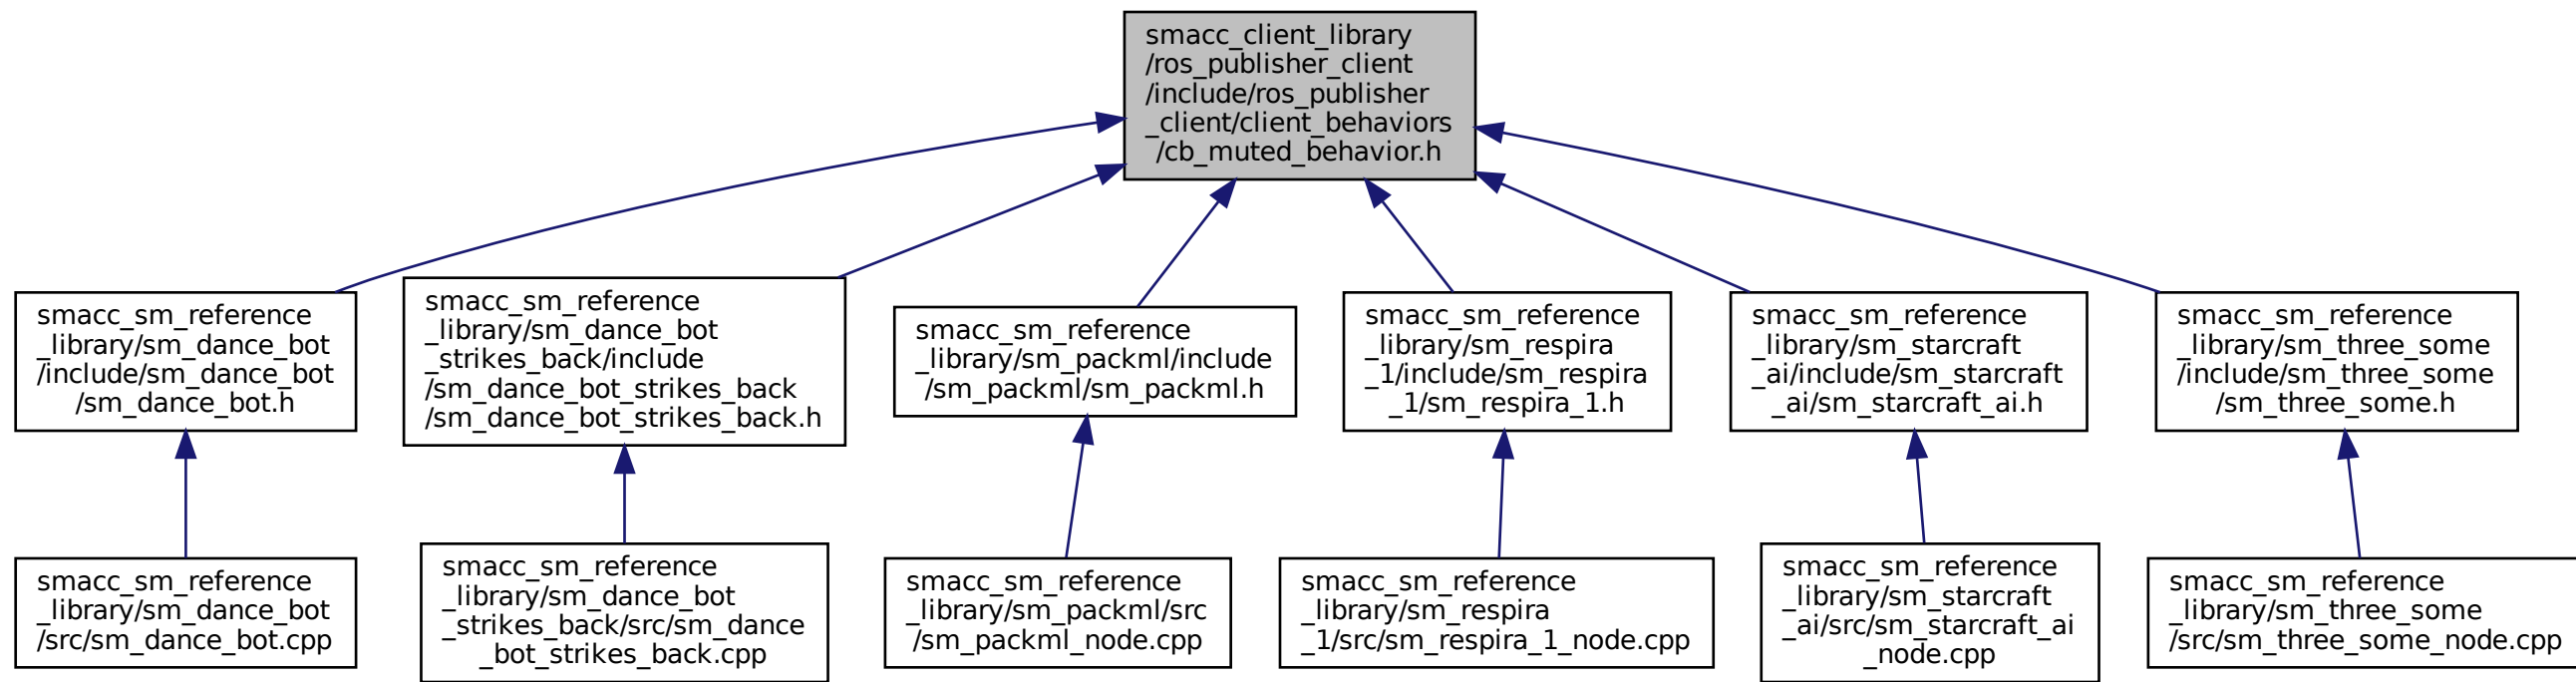 smacc_client_library
/ros_publisher_client
/include/ros_publisher
_client/client_behaviors
/cb_muted_behavior.h
smacc_sm_reference
_library/sm_dance_bot
/include/sm_dance_bot
/sm_dance_bot.h
smacc_sm_reference
_library/sm_dance_bot
_strikes_back/include
/sm_dance_bot_strikes_back
/sm_dance_bot_strikes_back.h
smacc_sm_reference
_library/sm_packml/include
/sm_packml/sm_packml.h
smacc_sm_reference
_library/sm_respira
_1/include/sm_respira
_1/sm_respira_1.h
smacc_sm_reference
_library/sm_starcraft
_ai/include/sm_starcraft
_ai/sm_starcraft_ai.h
smacc_sm_reference
_library/sm_three_some
/include/sm_three_some
/sm_three_some.h
smacc_sm_reference
_library/sm_dance_bot
/src/sm_dance_bot.cpp
smacc_sm_reference
_library/sm_dance_bot
_strikes_back/src/sm_dance
_bot_strikes_back.cpp
smacc_sm_reference
_library/sm_packml/src
/sm_packml_node.cpp
smacc_sm_reference
_library/sm_respira
_1/src/sm_respira_1_node.cpp
smacc_sm_reference
_library/sm_starcraft
_ai/src/sm_starcraft_ai
_node.cpp
smacc_sm_reference
_library/sm_three_some
/src/sm_three_some_node.cpp